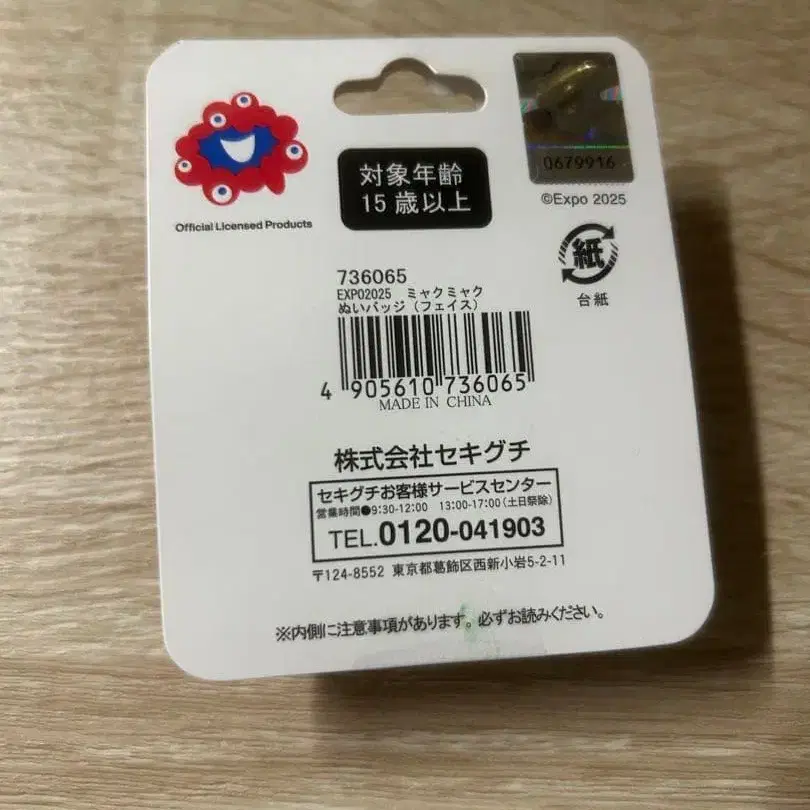 Official Licensed Products
対象年齢
15歳以上
0679916
©Expo 2025
紙
台紙
736065
EXPO2025 ミャクミャク
ぬいバッジ（フェイス）
4 905610 736065
MADE IN CHINA
株式会社セキグチ
セキグチお客様サービスセンター
営業時間●9:30-12:00 13:00-17:00（土日祭除）
TEL.0120-041903
〒124-8552 東京都葛飾区西新小岩5-2-11
※内側に注意事項があります。必ずお読みください。